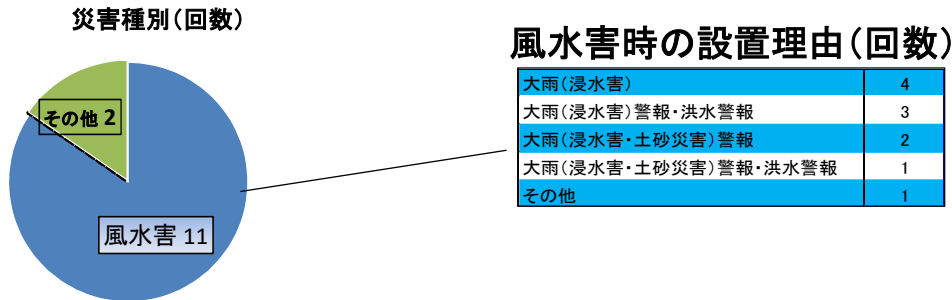 災害種別(回数)
その他 2
風水害 11
風水害時の設置理由(回数)
大雨(浸水害) 4
大雨(浸水害)警報・洪水警報 3
大雨(浸水害・土砂災害)警報 2
大雨(浸水害・土砂災害)警報・洪水警報 1
その他 1